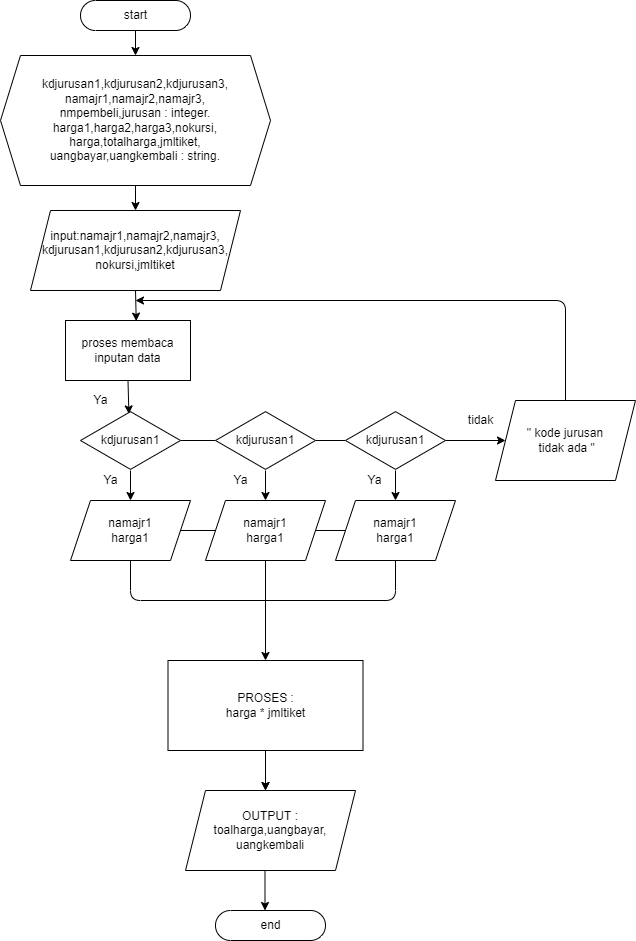 start
kdjurusan1,kdjurusan2,kdjurusan3,
namajr1,namajr2,namajr3,
nmpembeli,jurusan : integer.
harga1,harga2,harga3,nokursi,
harga,totalharga,jmltiket,
uangbayar,uangkembali : string.
input:namajr1,namajr2,namajr3,
kdjurusan1,kdjurusan2,kdjurusan3,
nokursi,jmltiket
proses membaca
inputan data
Ya
kdjurusan1
kdjurusan1
kdjurusan1
tidak
" kode jurusan
tidak ada "
Ya
Ya
Ya
namajr1
harga1
namajr1
harga1
namajr1
harga1
PROSES :
harga * jmltiket
OUTPUT :
toalharga,uangbayar,
uangkembali
end